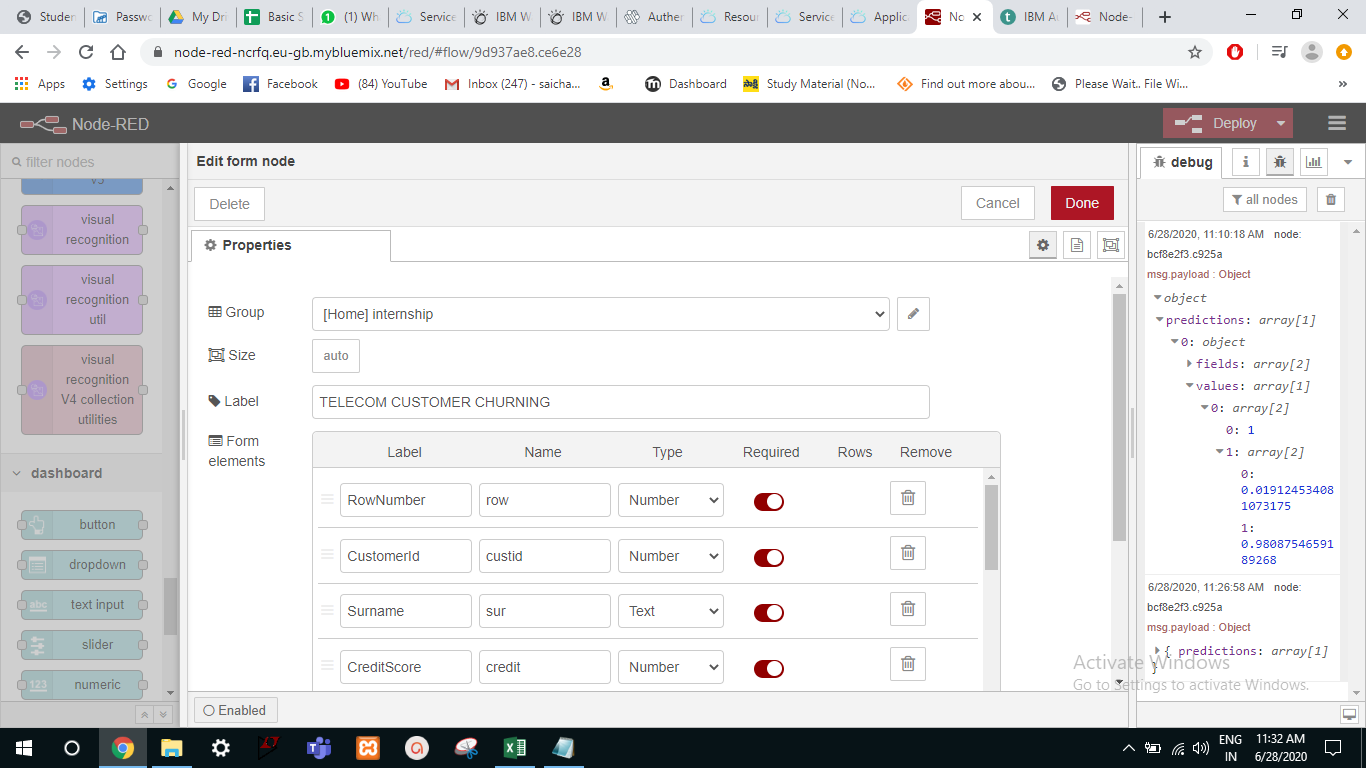 Studen
Passwo
My Dri
Basic S
(1) Wh
Service
IBM W
IBM W
Auther
Resour
Service
Applic
No
IBM A
Node-
node-red-ncrfq.eu-gb.mybluemix.net/red/#flow/9d937ae8.ce6e28
Apps Settings Google Facebook (84) YouTube Inbox (247) - saicha... Dashboard Study Material (No... Find out more abou... Please Wait.. File Wi... »
Node-RED
Deploy
filter nodes
V3
visual
recognition
visual
recognition
util
visual
recognition
V4 collection
utilities
dashboard
button
dropdown
abc text input
slider
123 numeric
Edit form node
Delete
Cancel
Done
Properties
Group
[Home] internship
Size
auto
Label
TELECOM CUSTOMER CHURNING
Form
elements
Label Name Type Required Rows Remove
RowNumber row Number
CustomerId custid Number
Surname sur Text
CreditScore credit Number
Enabled
debug
i
all nodes
6/28/2020, 11:10:18 AM node:
bcf8e2f3.c925a
msg.payload : Object
object
predictions: array[1]
0: object
fields: array[2]
values: array[1]
0: array[2]
0: 1
1: array[2]
0:
0.01912453408
1073175
1:
0.98087546591
89268
6/28/2020, 11:26:58 AM node:
bcf8e2f3.c925a
msg.payload : Object
{ predictions: array[1]
}
Activate Windows
Go to Settings to activate Windows.
ENG
IN
11:32 AM
6/28/2020